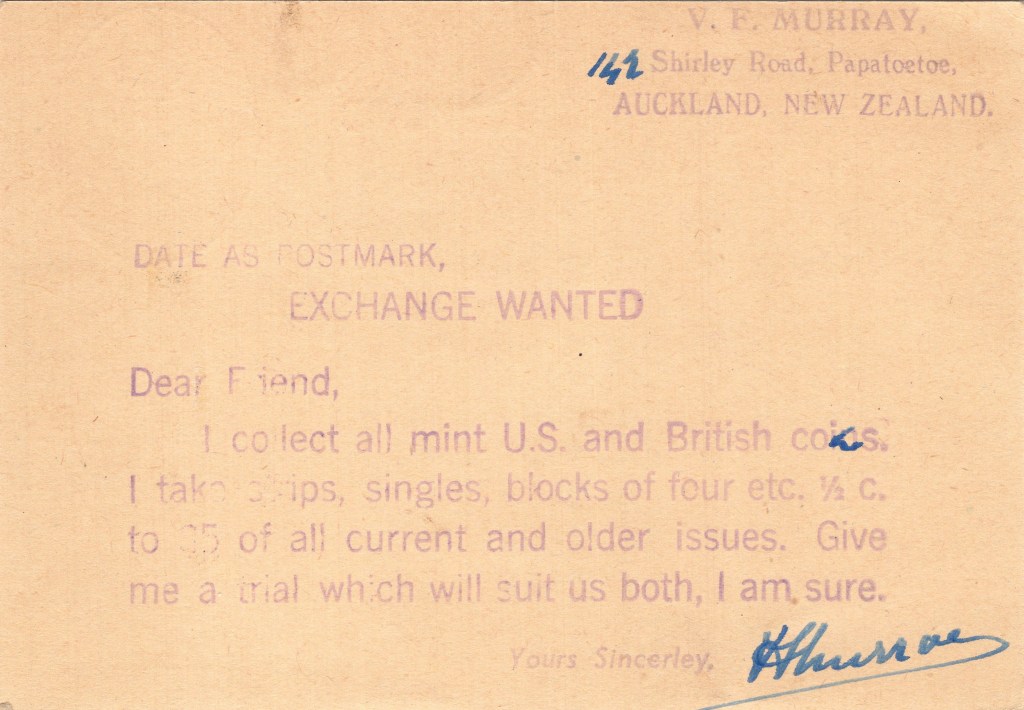 V. F. MURRAY,
142 Shirley Road, Papatoetoe,
AUCKLAND, NEW ZEALAND.
DATE AS POSTMARK,
EXCHANGE WANTED
Dear Friend,
I collect all mint U.S. and British coins.
I take strips, singles, blocks of four etc. ½ c.
to $5 of all current and older issues. Give
me a trial which will suit us both, I am sure.
Yours Sincerley,
VFMurray